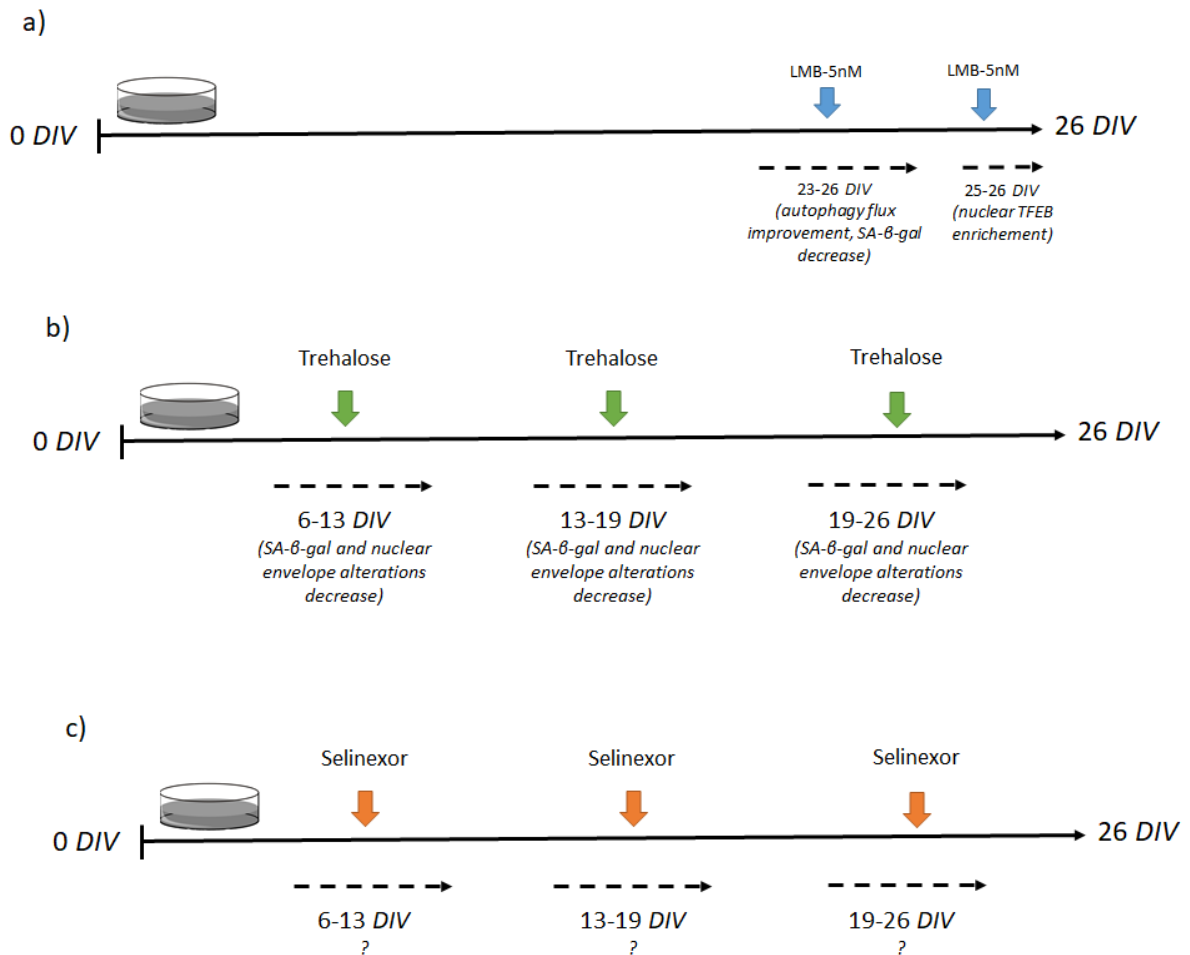 a)
LMB-5nM
LMB-5nM
0 DIV
26 DIV
23-26 DIV
(autophagy flux
improvement, SA-β-gal
decrease)
25-26 DIV
(nuclear TFEB
enrichement)
b)
Trehalose
Trehalose
Trehalose
0 DIV
26 DIV
6-13 DIV
(SA-β-gal and nuclear
envelope alterations
decrease)
13-19 DIV
(SA-β-gal and nuclear
envelope alterations
decrease)
19-26 DIV
(SA-β-gal and nuclear
envelope alterations
decrease)
c)
Selinexor
Selinexor
Selinexor
0 DIV
26 DIV
6-13 DIV
?
13-19 DIV
?
19-26 DIV
?